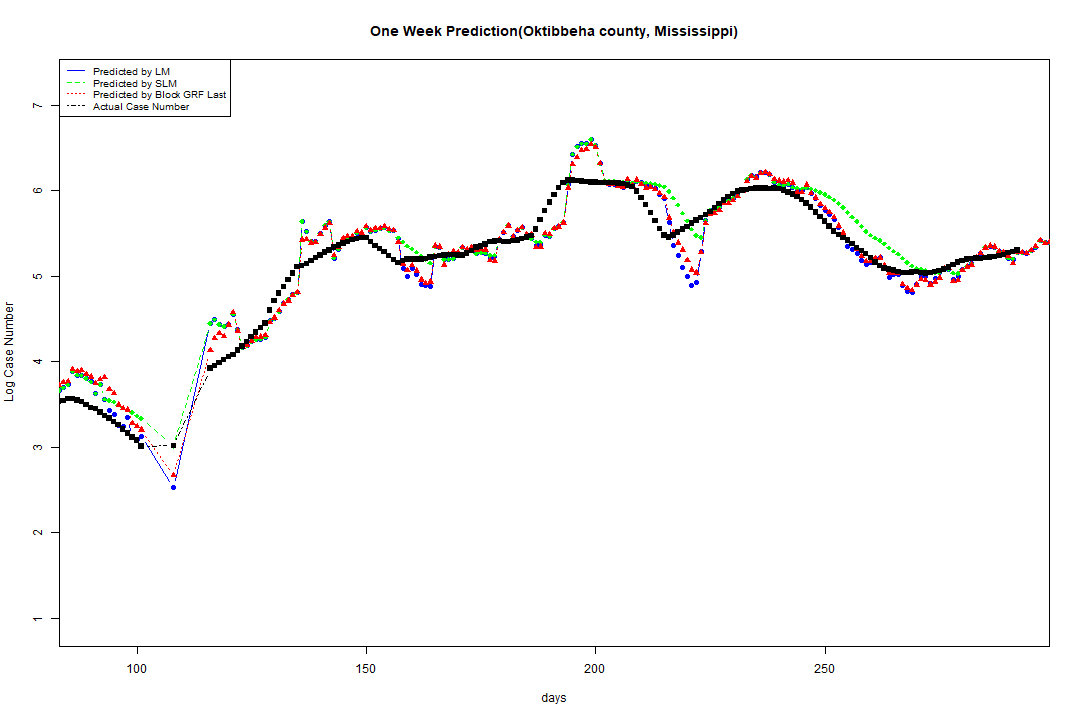 One Week Prediction(Oktibbeha county, Mississippi)
Predicted by LM
Predicted by SLM
Predicted by Block GRF Last
Actual Case Number
7
6
5
4
3
2
1
Log Case Number
100 150 200 250
days